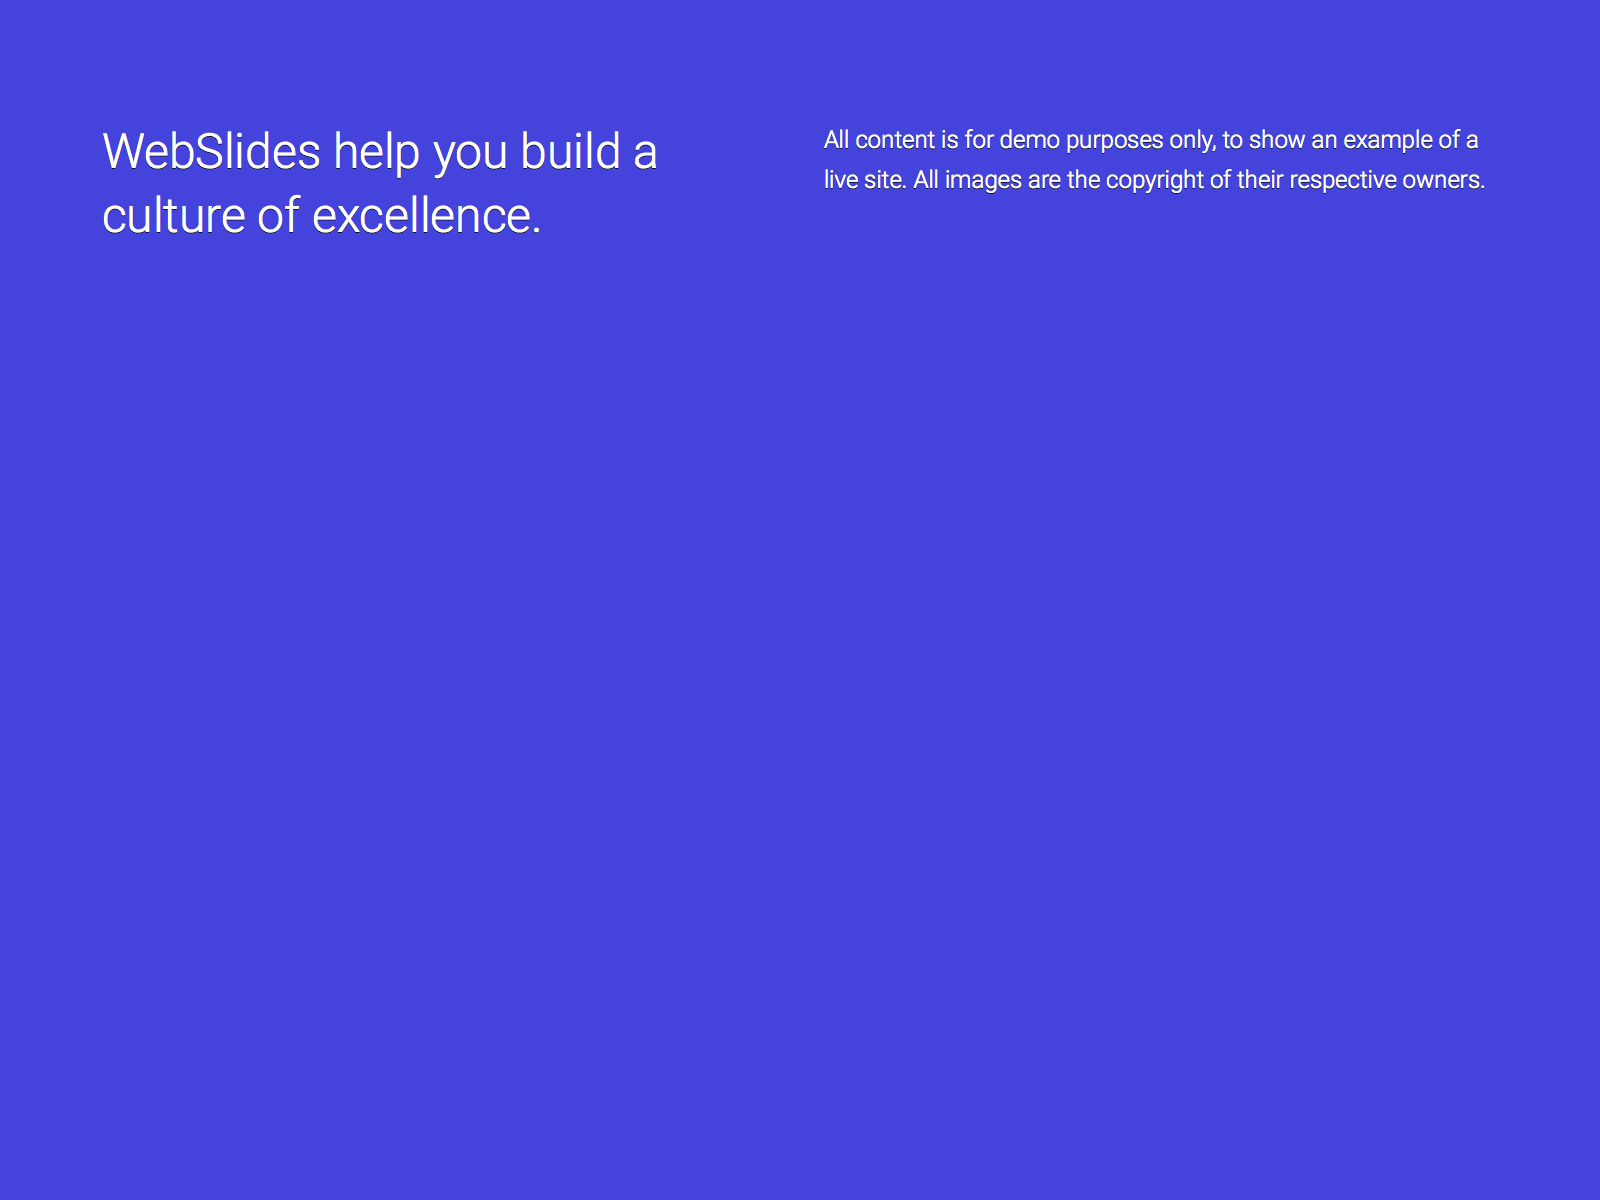 WebSlides help you build a
culture of excellence.
All content is for demo purposes only, to show an example of a
live site. All images are the copyright of their respective owners.